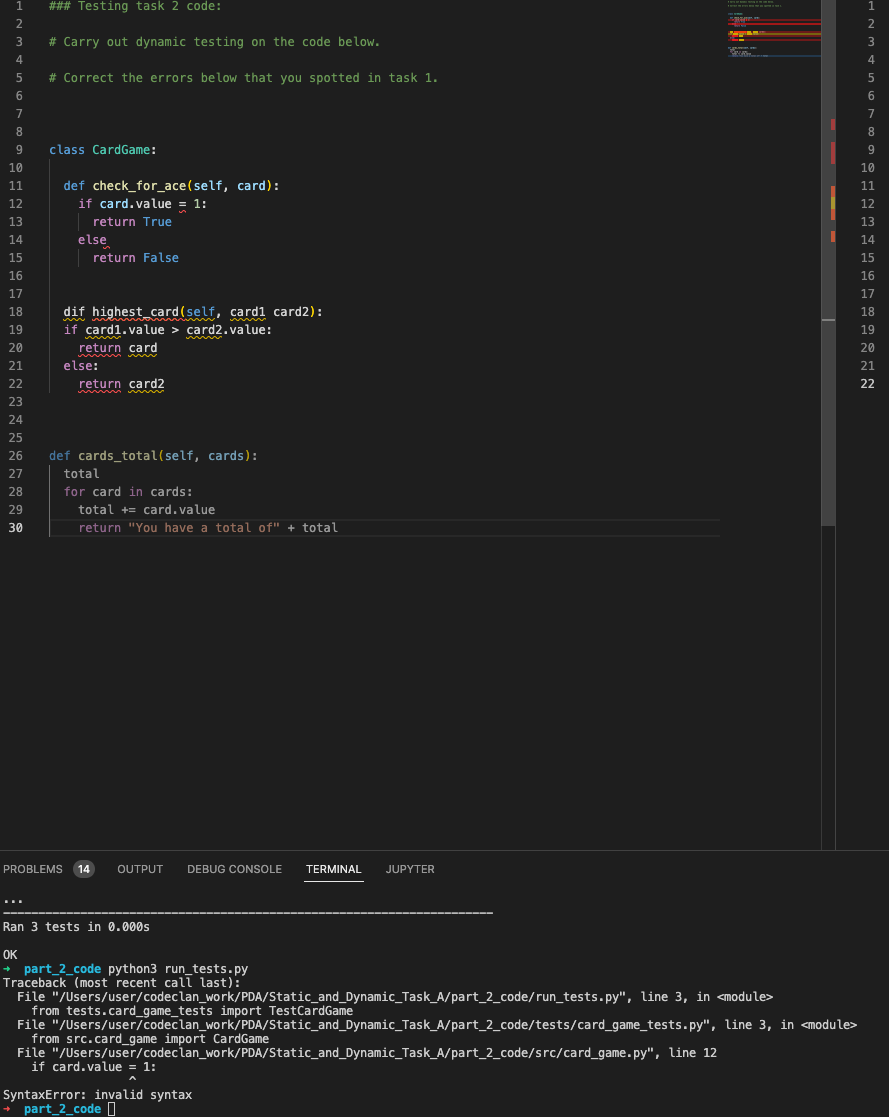 1 ### Testing task 2 code:
2
3 # Carry out dynamic testing on the code below.
4
5 # Correct the errors below that you spotted in task 1.
6
7
8
9 class CardGame:
10
11 def check_for_ace(self, card):
12 if card.value = 1:
13 return True
14 else
15 return False
16
17
18 dif highest_card(self, card1 card2):
19 if card1.value > card2.value:
20 return card
21 else:
22 return card2
23
24
25
26 def cards_total(self, cards):
27 total
28 for card in cards:
29 total += card.value
30 return "You have a total of" + total
1
2
3
4
5
6
7
8
9
10
11
12
13
14
15
16
17
18
19
20
21
22
PROBLEMS 14 OUTPUT DEBUG CONSOLE TERMINAL JUPYTER
...
----------------------------------------------------------------------
Ran 3 tests in 0.000s
OK
➜ part_2_code python3 run_tests.py
Traceback (most recent call last):
File "/Users/user/codeclan_work/PDA/Static_and_Dynamic_Task_A/part_2_code/run_tests.py", line 3, in <module>
from tests.card_game_tests import TestCardGame
File "/Users/user/codeclan_work/PDA/Static_and_Dynamic_Task_A/part_2_code/tests/card_game_tests.py", line 3, in <module>
from src.card_game import CardGame
File "/Users/user/codeclan_work/PDA/Static_and_Dynamic_Task_A/part_2_code/src/card_game.py", line 12
if card.value = 1:
^
SyntaxError: invalid syntax
➜ part_2_code